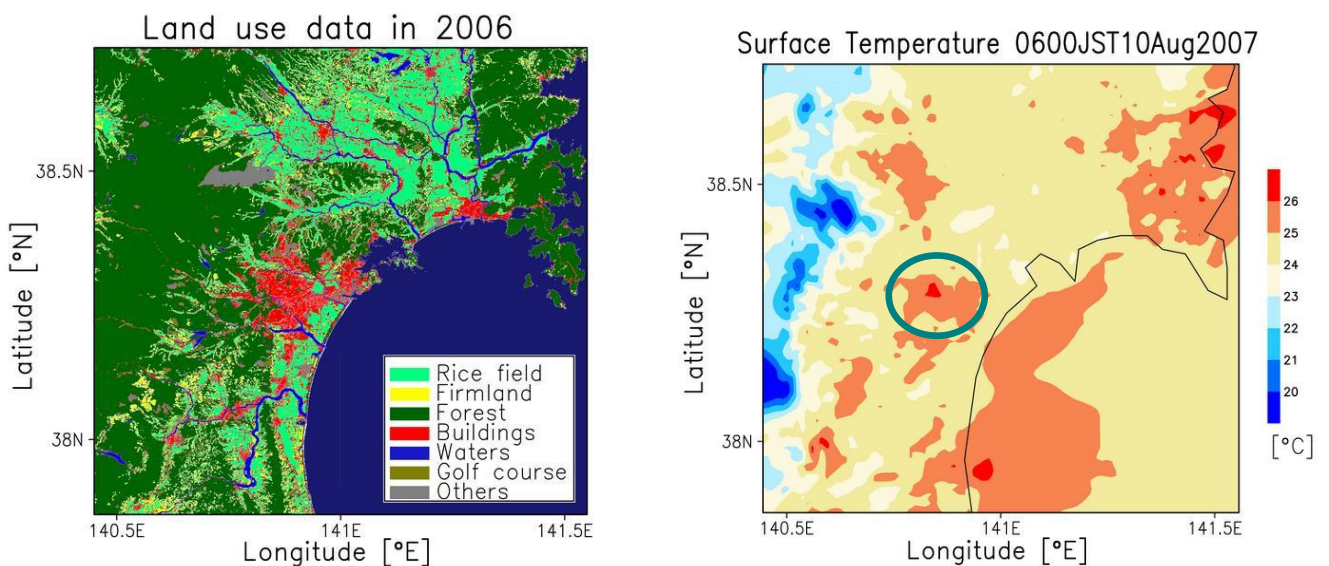 Land use data in 2006
Latitude [°N]
38.5N
38N
140.5E
141E
141.5E
Longitude [°E]
Rice field
Firmland
Forest
Buildings
Waters
Golf course
Others
Surface Temperature 0600JST10Aug2007
Latitude [°N]
38.5N
38N
140.5E
141E
141.5E
Longitude [°E]
26
25
24
23
22
21
20
[°C]